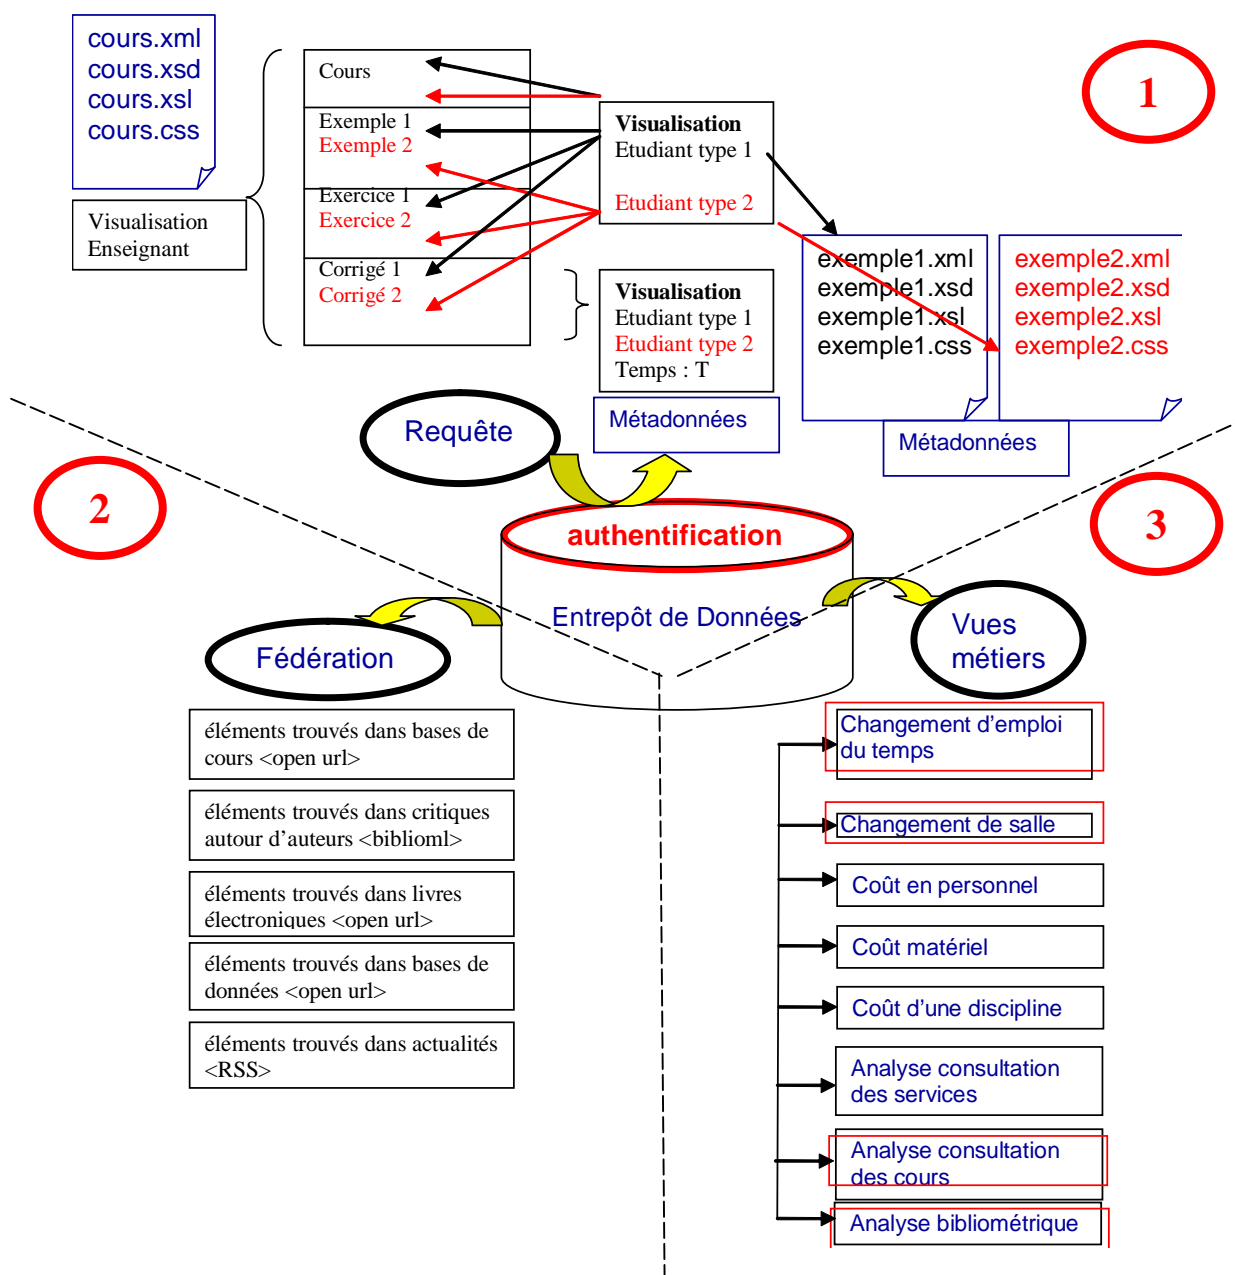 cours.xml
cours.xsd
cours.xsl
cours.css
Visualisation
Enseignant
Cours
Exemple 1
Exemple 2
Exercice 1
Exercice 2
Corrigé 1
Corrigé 2
Visualisation
Etudiant type 1
Etudiant type 2
Visualisation
Etudiant type 1
Etudiant type 2
Temps : T
Métadonnées
1
exemple1.xml
exemple1.xsd
exemple1.xsl
exemple1.css
exemple2.xml
exemple2.xsd
exemple2.xsl
exemple2.css
Métadonnées
Requête
authentification
Entrepôt de Données
2
Fédération
éléments trouvés dans bases de
cours <open url>
éléments trouvés dans critiques
autour d'auteurs <biblioml>
éléments trouvés dans livres
électroniques <open url>
éléments trouvés dans bases de
données <open url>
éléments trouvés dans actualités
<RSS>
3
Vues
métiers
Changement d'emploi
du temps
Changement de salle
Coût en personnel
Coût matériel
Coût d'une discipline
Analyse consultation
des services
Analyse consultation
des cours
Analyse bibliométrique